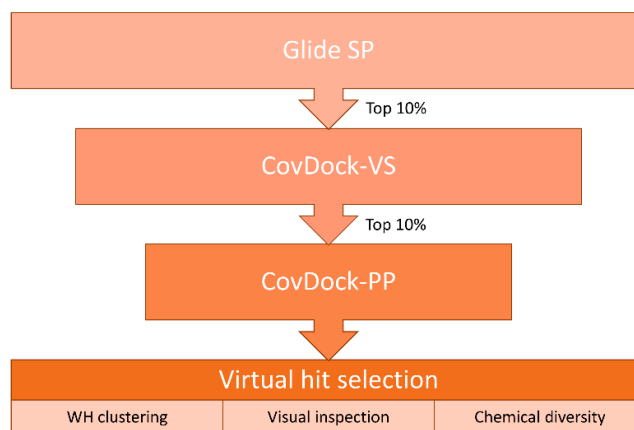 Glide SP
Top 10%
CovDock-VS
Top 10%
CovDock-PP
Virtual hit selection
WH clustering
Visual inspection
Chemical diversity